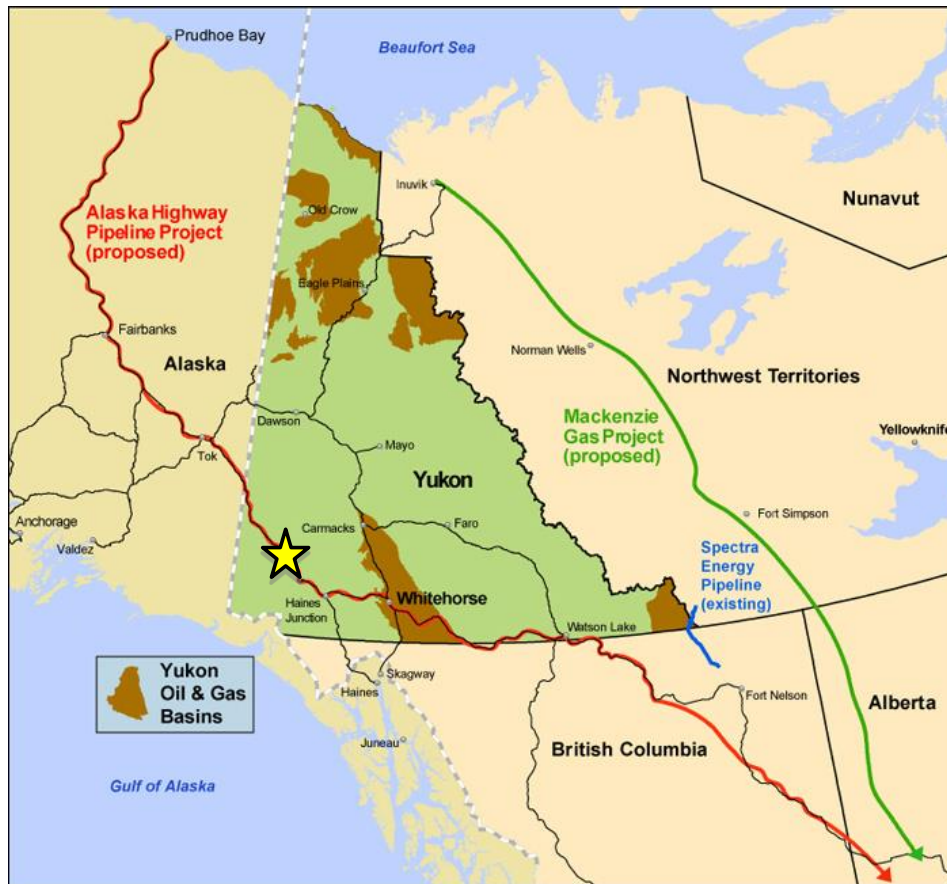 Prudhoe Bay
Beaufort Sea
Inuvik
Nunavut
Old Crow
Alaska Highway
Pipeline Project
(proposed)
Eagle Plains
Fairbanks
Norman Wells
Alaska
Northwest Territories
Dawson
Mackenzie
Gas Project
(proposed)
Yellowknife
Mayo
Tok
Yukon
Anchorage
Carmacks
Faro
Fort Simpson
Valdez
Spectra
Energy
Pipeline
(existing)
Haines
Junction
Whitehorse
Watson Lake
Yukon
Oil & Gas
Basins
Skagway
Haines
Fort Nelson
Alberta
Juneau
British Columbia
Gulf of Alaska